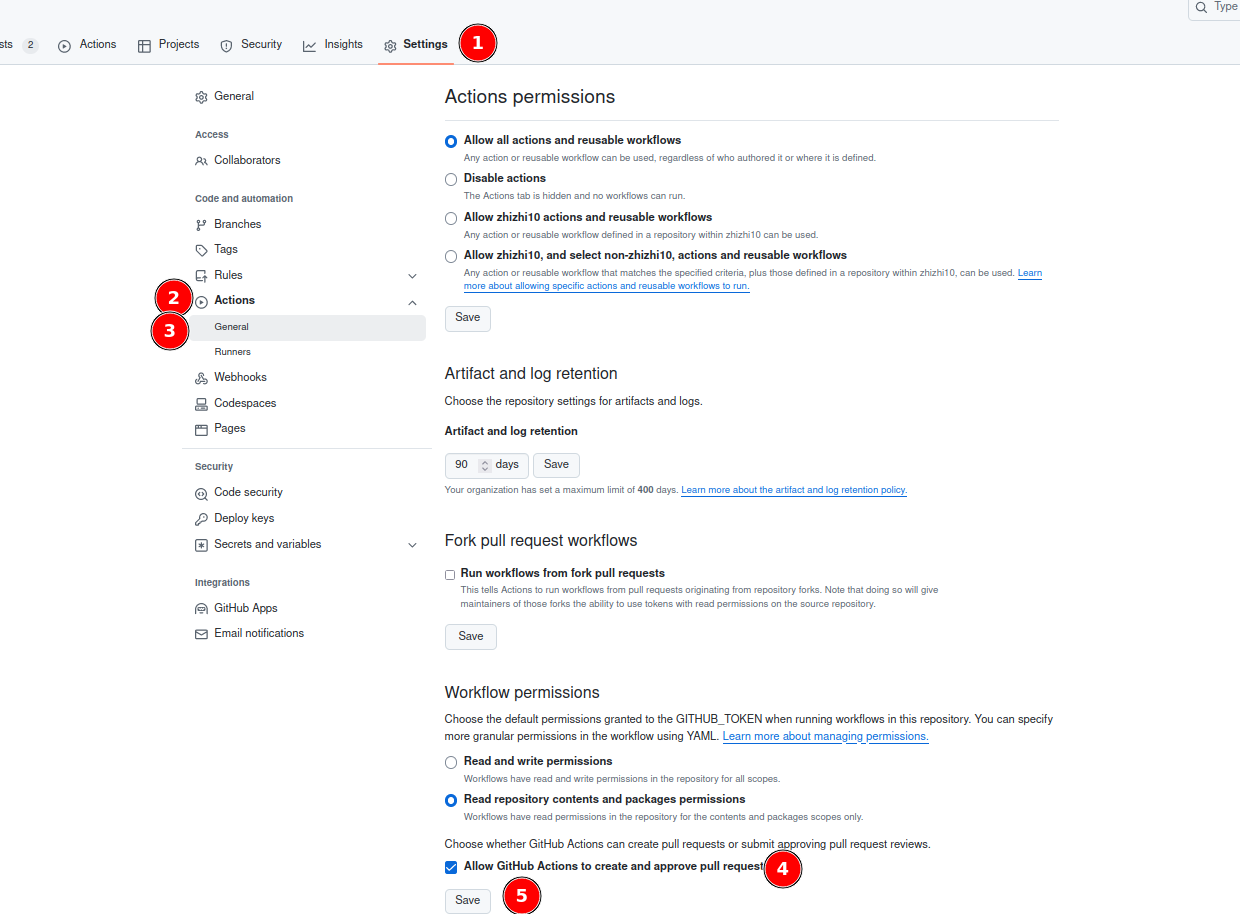 Type
sts 2 Actions Projects Security Insights Settings 1
General
Access
Collaborators
Code and automation
Branches
Tags
Rules
2 Actions
3 General
Runners
Webhooks
Codespaces
Pages
Security
Code security
Deploy keys
Secrets and variables
Integrations
GitHub Apps
Email notifications
Actions permissions
Allow all actions and reusable workflows
Any action or reusable workflow can be used, regardless of who authored it or where it is defined.
Disable actions
The Actions tab is hidden and no workflows can run.
Allow zhizhi10 actions and reusable workflows
Any action or reusable workflow defined in a repository within zhizhi10 can be used.
Allow zhizhi10, and select non-zhizhi10, actions and reusable workflows
Any action or reusable workflow that matches the specified criteria, plus those defined in a repository within zhizhi10, can be used. Learn
more about allowing specific actions and reusable workflows to run.
Save
Artifact and log retention
Choose the repository settings for artifacts and logs.
Artifact and log retention
90 days Save
Your organization has set a maximum limit of 400 days. Learn more about the artifact and log retention policy.
Fork pull request workflows
Run workflows from fork pull requests
This tells Actions to run workflows from pull requests originating from repository forks. Note that doing so will give
maintainers of those forks the ability to use tokens with read permissions on the source repository.
Save
Workflow permissions
Choose the default permissions granted to the GITHUB_TOKEN when running workflows in this repository. You can specify
more granular permissions in the workflow using YAML. Learn more about managing permissions.
Read and write permissions
Workflows have read and write permissions in the repository for all scopes.
Read repository contents and packages permissions
Workflows have read permissions in the repository for the contents and packages scopes only.
Choose whether GitHub Actions can create pull requests or submit approving pull request reviews.
Allow GitHub Actions to create and approve pull request 4
Save 5